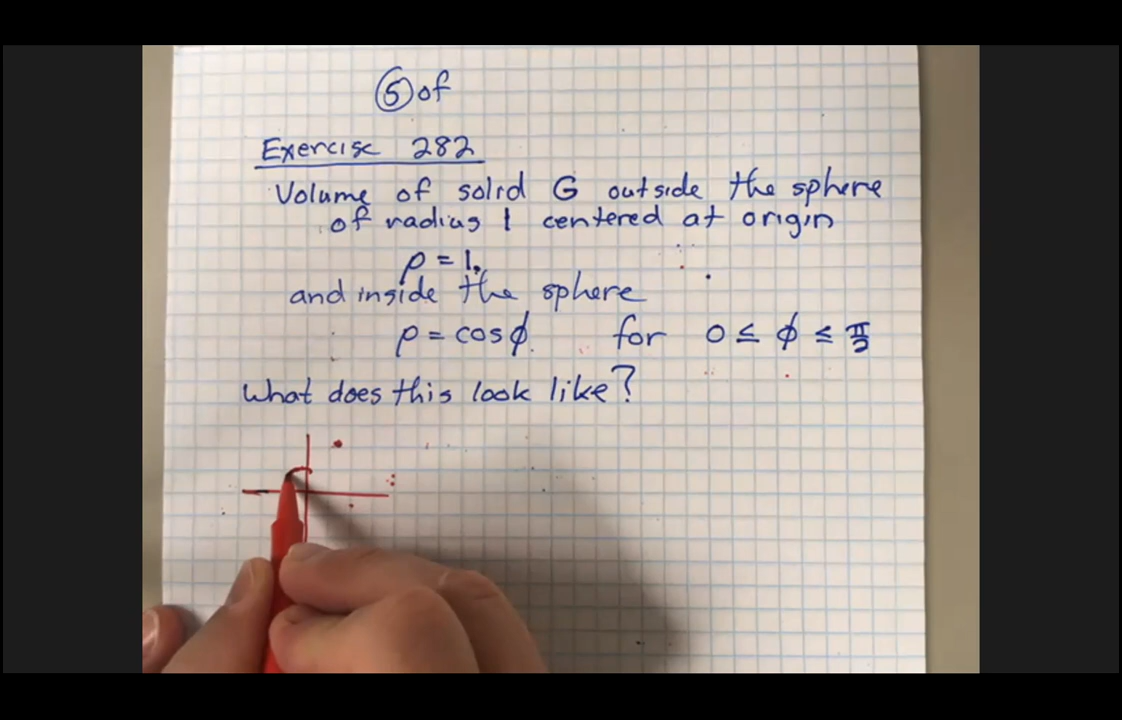 ⑤ of
Exercise 282
Volume of solid G outside the sphere
of radius 1 centered at origin
ρ = 1,
and inside the sphere
ρ = cos ϕ. for 0 ≤ ϕ ≤ π/2
What does this look like?